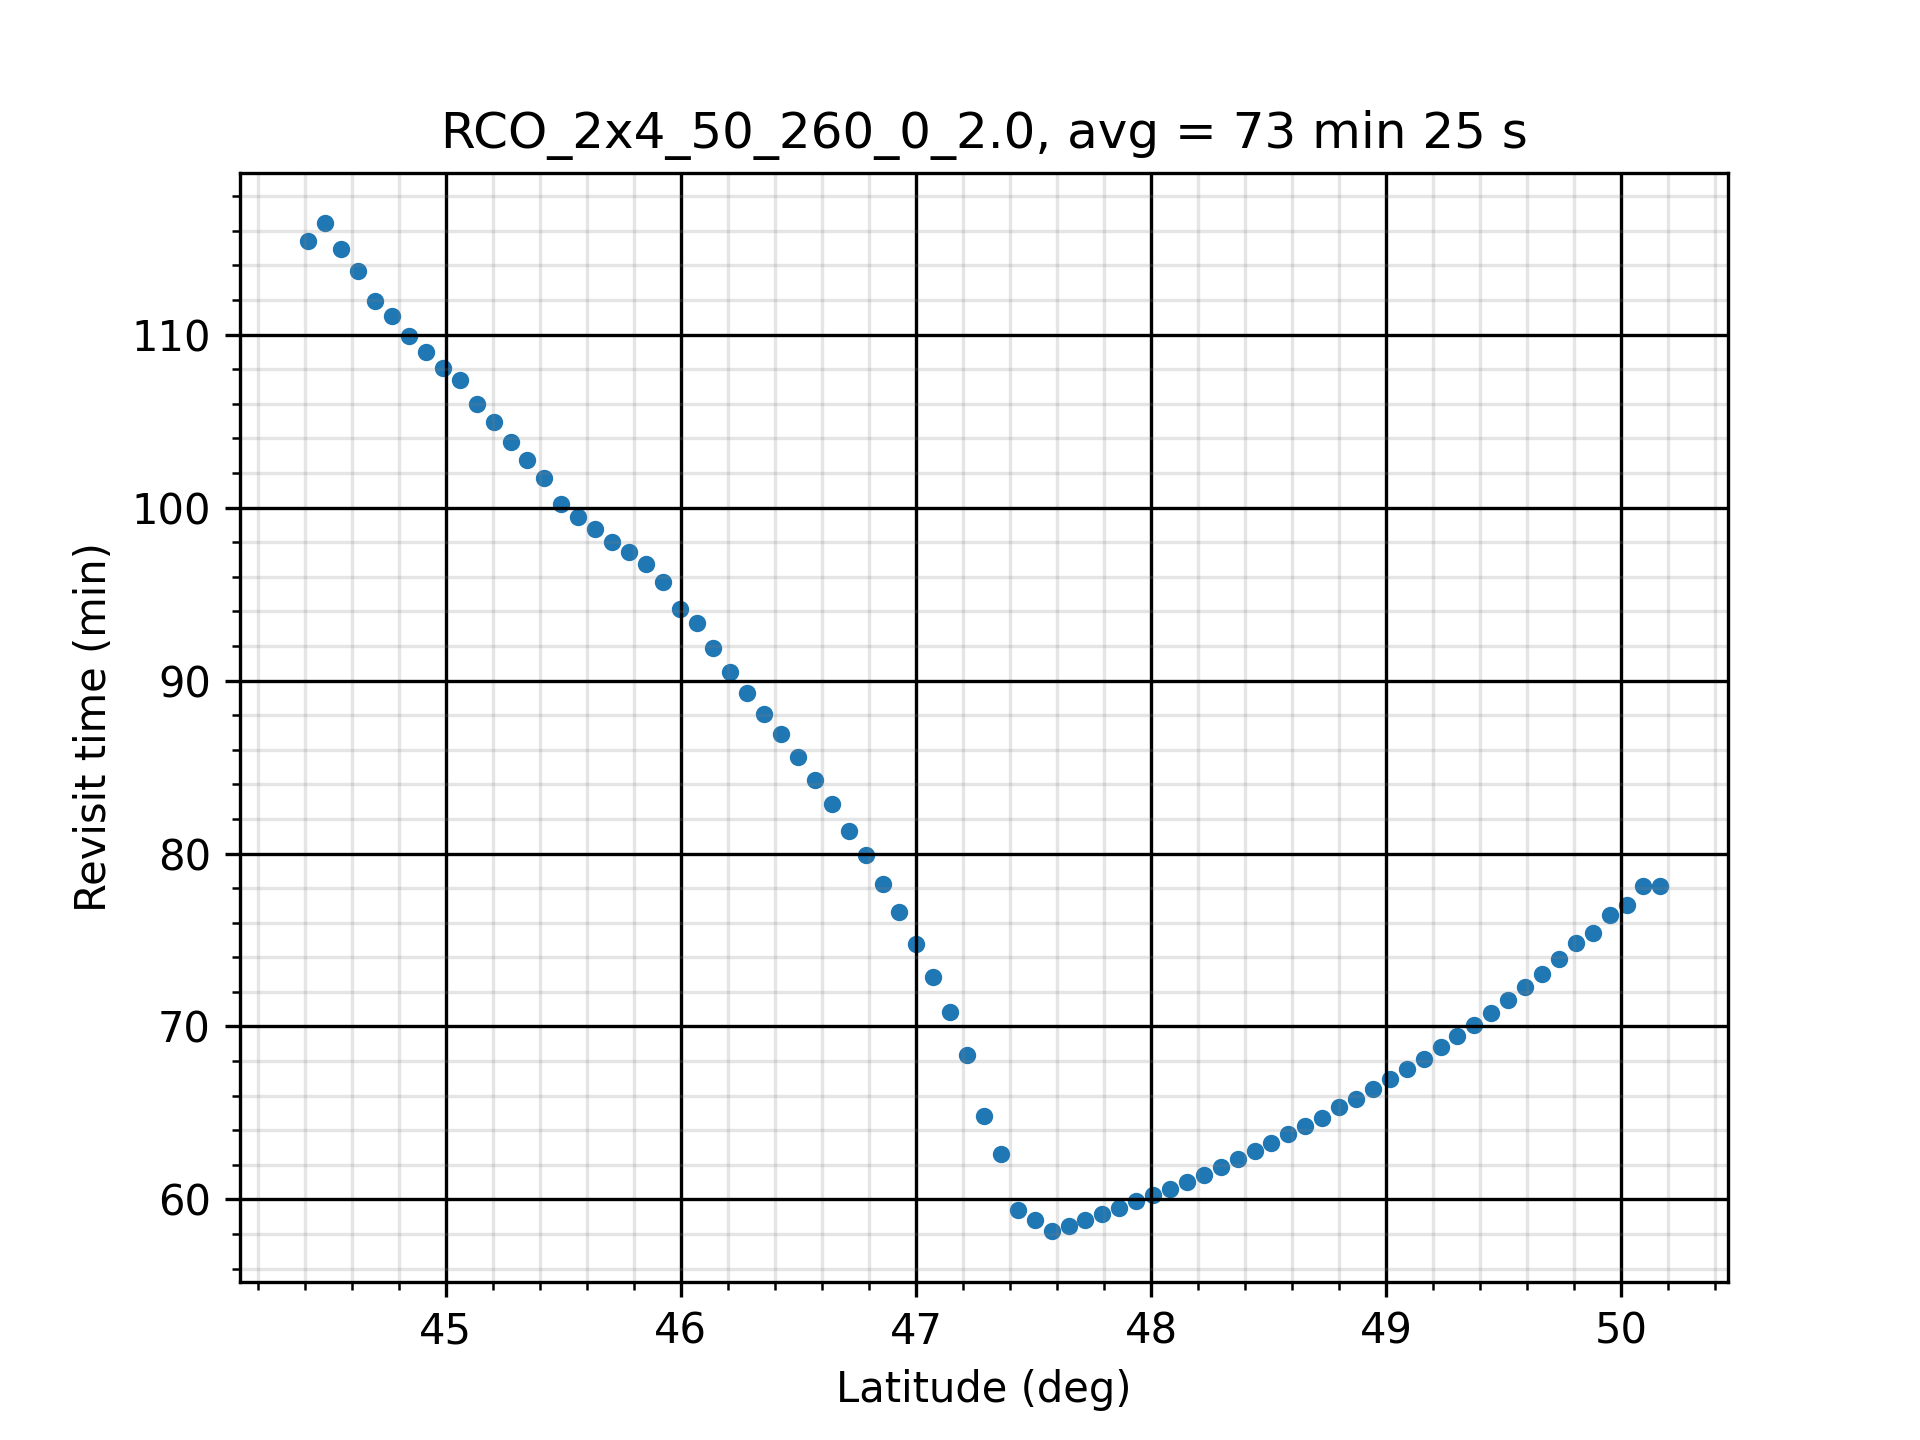 RCO_2x4_50_260_0_2.0, avg = 73 min 25 s
Revisit time (min)
110
100
90
80
70
60
45 46 47 48 49 50
Latitude (deg)